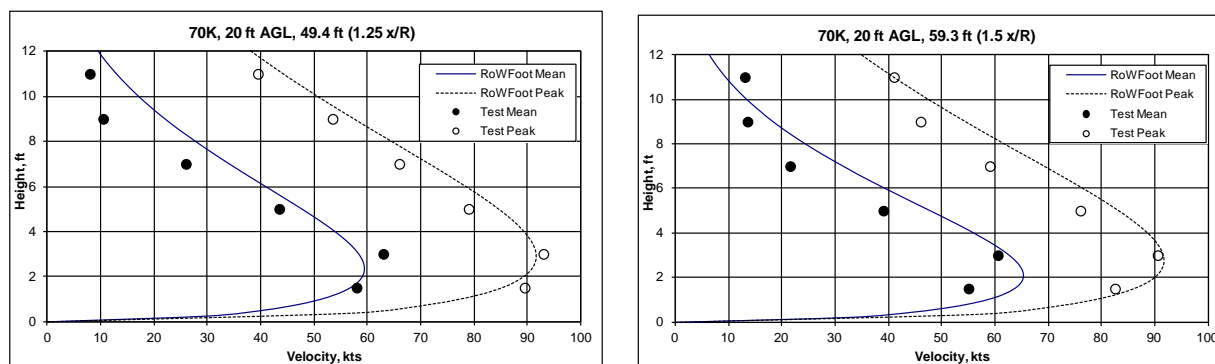 70K, 20 ft AGL, 49.4 ft (1.25 x/R)
12
10
8
6
4
2
0
Height, ft
0 10 20 30 40 50 60 70 80 90 100
Velocity, kts
RoWFoot Mean
RoWFoot Peak
Test Mean
Test Peak
70K, 20 ft AGL, 59.3 ft (1.5 x/R)
12
10
8
6
4
2
0
Height, ft
0 10 20 30 40 50 60 70 80 90 100
Velocity, kts
RoWFoot Mean
RoWFoot Peak
Test Mean
Test Peak